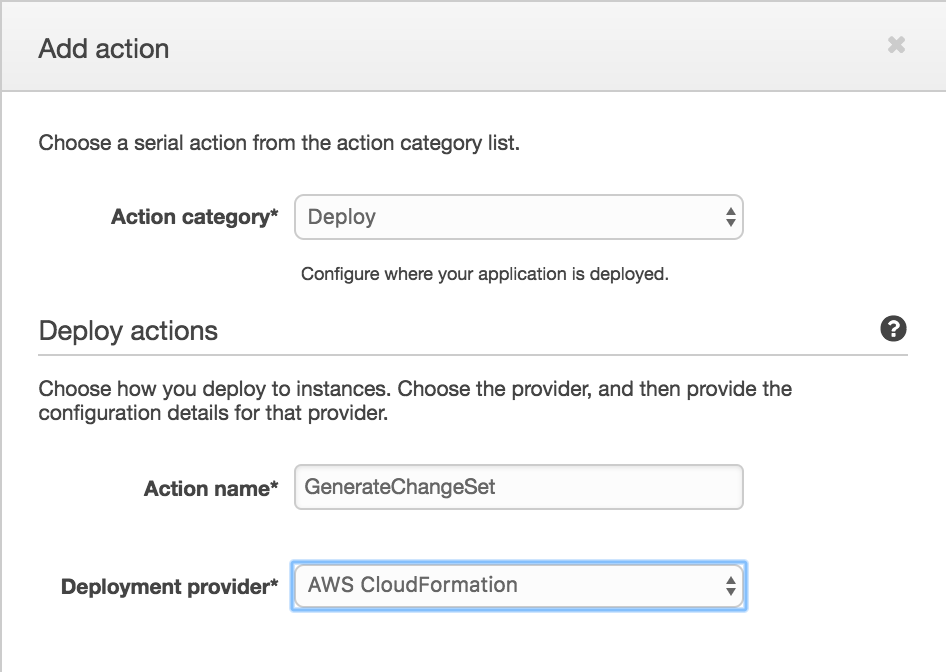 Add action
Choose a serial action from the action category list.
Action category* Deploy
Configure where your application is deployed.
Deploy actions
Choose how you deploy to instances. Choose the provider, and then provide the
configuration details for that provider.
Action name* GenerateChangeSet
Deployment provider* AWS CloudFormation